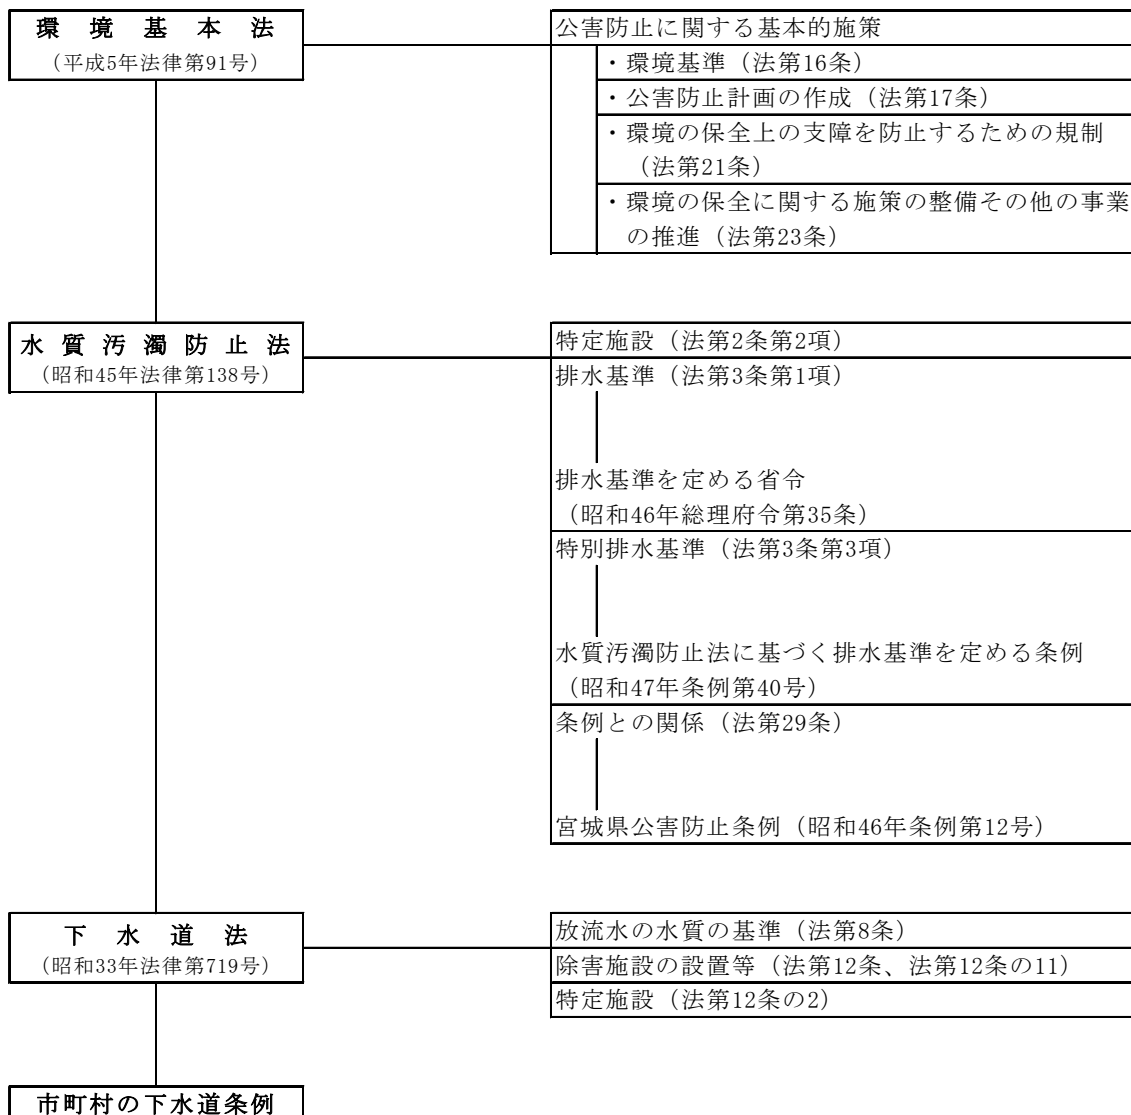 環境基本法
（平成5年法律第91号）
公害防止に関する基本的施策
・環境基準（法第16条）
・公害防止計画の作成（法第17条）
・環境の保全上の支障を防止するための規制
（法第21条）
・環境の保全に関する施策の整備その他の事業
の推進（法第23条）
水質汚濁防止法
（昭和45年法律第138号）
特定施設（法第2条第2項）
排水基準（法第3条第1項）
排水基準を定める省令
（昭和46年総理府令第35条）
特別排水基準（法第3条第3項）
水質汚濁防止法に基づく排水基準を定める条例
（昭和47年条例第40号）
条例との関係（法第29条）
宮城県公害防止条例（昭和46年条例第12号）
下水道法
（昭和33年法律第719号）
放流水の水質の基準（法第8条）
除害施設の設置等（法第12条、法第12条の11）
特定施設（法第12条の2）
市町村の下水道条例